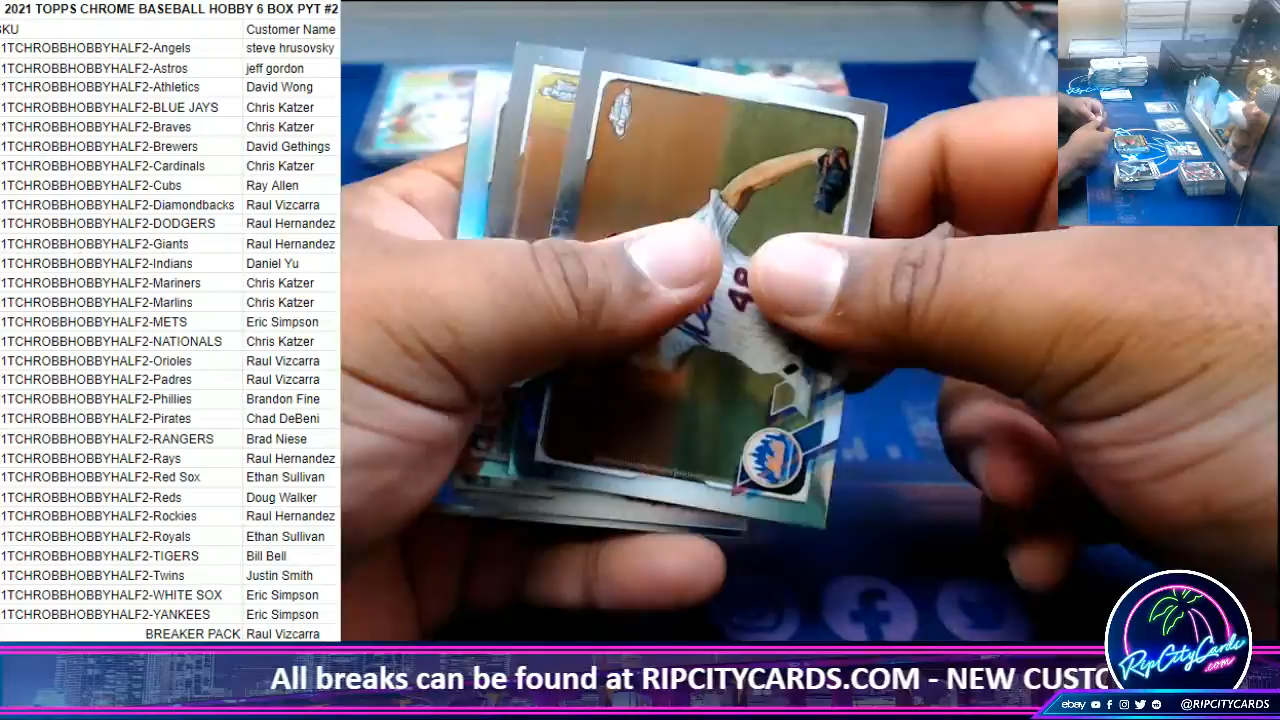 2021 TOPPS CHROME BASEBALL HOBBY 6 BOX PYT #2
KU Customer Name
1TCHROBBHOBBYHALF2-Angels steve hrusovsky
1TCHROBBHOBBYHALF2-Astros jeff gordon
1TCHROBBHOBBYHALF2-Athletics David Wong
1TCHROBBHOBBYHALF2-BLUE JAYS Chris Katzer
1TCHROBBHOBBYHALF2-Braves Chris Katzer
1TCHROBBHOBBYHALF2-Brewers David Gethings
1TCHROBBHOBBYHALF2-Cardinals Chris Katzer
1TCHROBBHOBBYHALF2-Cubs Ray Allen
1TCHROBBHOBBYHALF2-Diamondbacks Raul Vizcarra
1TCHROBBHOBBYHALF2-DODGERS Raul Hernandez
1TCHROBBHOBBYHALF2-Giants Raul Hernandez
1TCHROBBHOBBYHALF2-Indians Daniel Yu
1TCHROBBHOBBYHALF2-Mariners Chris Katzer
1TCHROBBHOBBYHALF2-Marlins Chris Katzer
1TCHROBBHOBBYHALF2-METS Eric Simpson
1TCHROBBHOBBYHALF2-NATIONALS Chris Katzer
1TCHROBBHOBBYHALF2-Orioles Raul Vizcarra
1TCHROBBHOBBYHALF2-Padres Raul Vizcarra
1TCHROBBHOBBYHALF2-Phillies Brandon Fine
1TCHROBBHOBBYHALF2-Pirates Chad DeBeni
1TCHROBBHOBBYHALF2-RANGERS Brad Niese
1TCHROBBHOBBYHALF2-Rays Raul Hernandez
1TCHROBBHOBBYHALF2-Red Sox Ethan Sullivan
1TCHROBBHOBBYHALF2-Reds Doug Walker
1TCHROBBHOBBYHALF2-Rockies Raul Hernandez
1TCHROBBHOBBYHALF2-Royals Ethan Sullivan
1TCHROBBHOBBYHALF2-TIGERS Bill Bell
1TCHROBBHOBBYHALF2-Twins Justin Smith
1TCHROBBHOBBYHALF2-WHITE SOX Eric Simpson
1TCHROBBHOBBYHALF2-YANKEES Eric Simpson
BREAKER PACK Raul Vizcarra
48
Mets
All breaks can be found at RIPCITYCARDS.COM - NEW CUSTO
RipCityCards
.com
ebay @RIPCITYCARDS